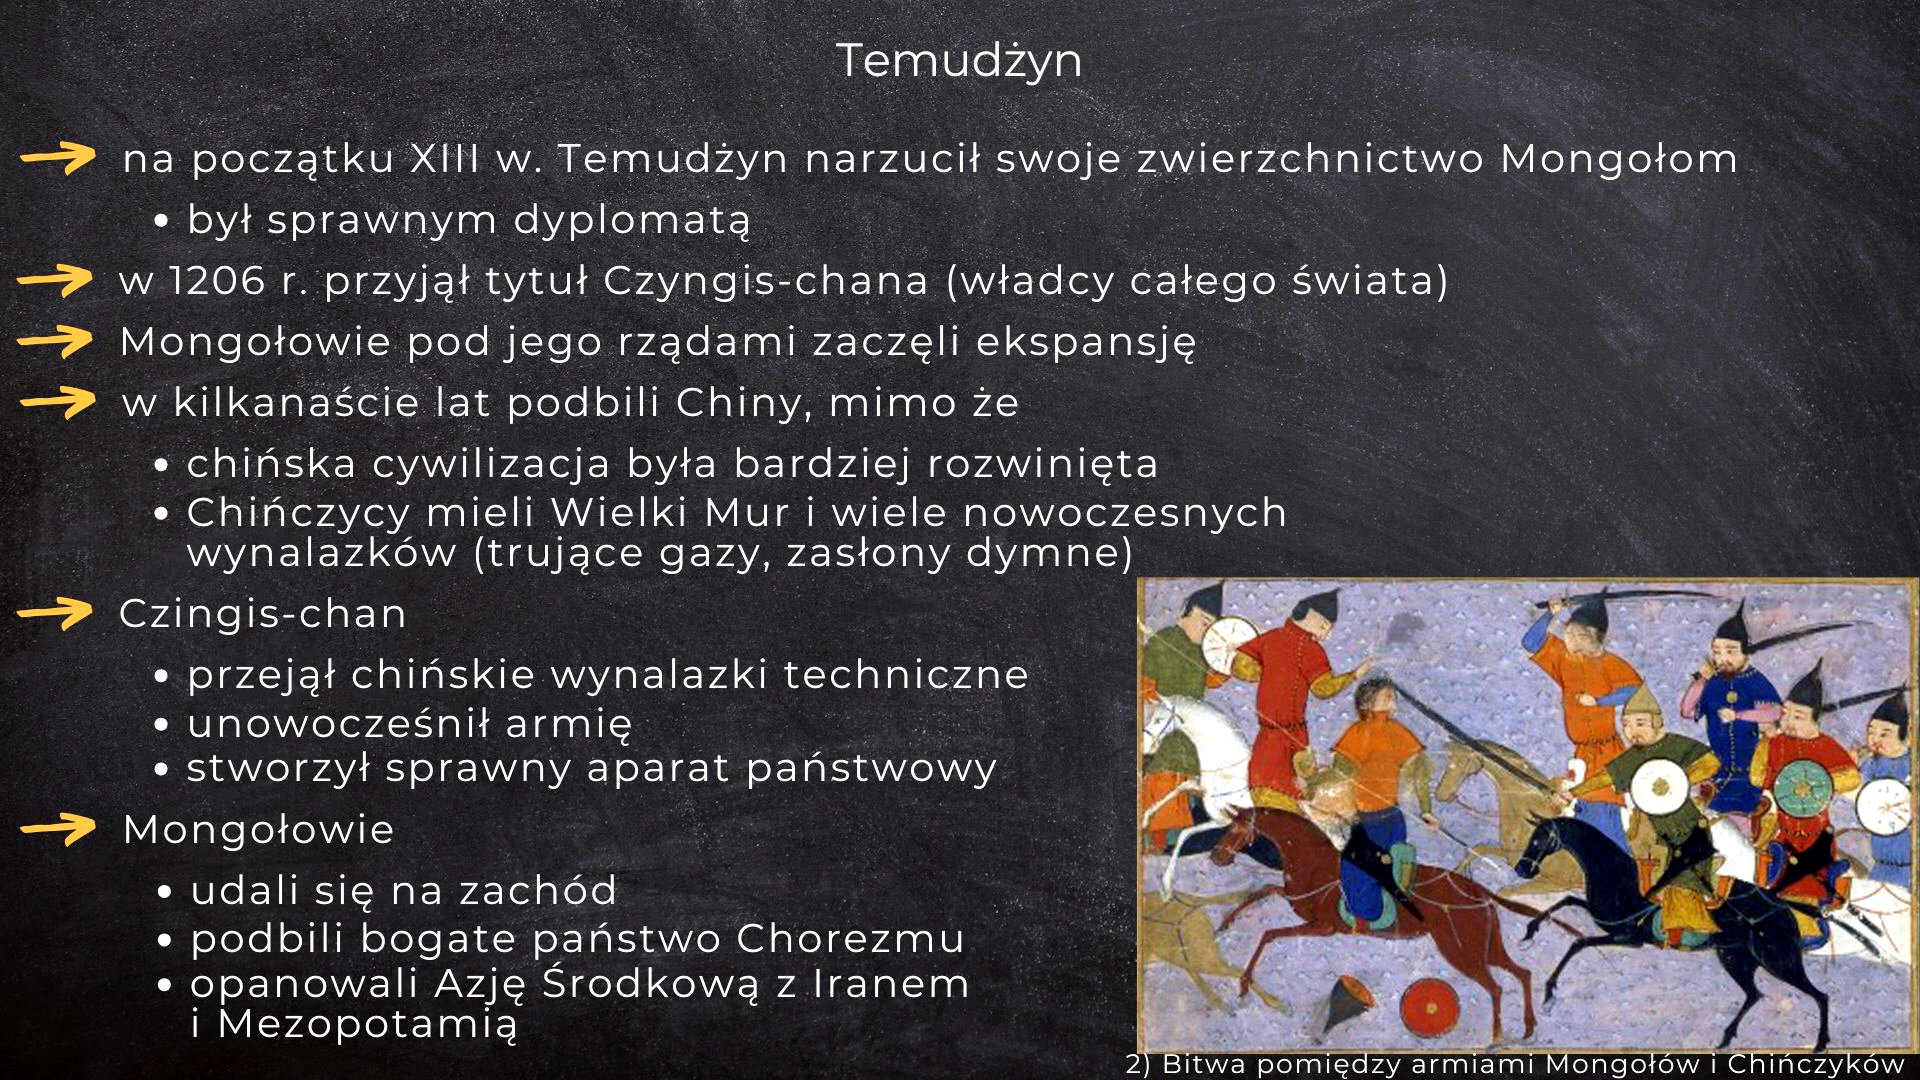 Temudżyn
na początku XIII w. Temudżyn narzucił swoje zwierzchnictwo Mongołom
był sprawnym dyplomatą
w 1206 r. przyjął tytuł Czyngis-chana (władcy całego świata)
Mongołowie pod jego rządami zaczęli ekspansję
w kilkanaście lat podbili Chiny, mimo że
chińska cywilizacja była bardziej rozwinięta
Chińczycy mieli Wielki Mur i wiele nowoczesnych
wynalazków (trujące gazy, zasłony dymne)
Czingis-chan
przejął chińskie wynalazki techniczne
unowocześnił armię
stworzył sprawny aparat państwowy
Mongołowie
udali się na zachód
podbili bogate państwo Chorezmu
opanowali Azję Środkową z Iranem
i Mezopotamią
2) Bitwa pomiędzy armiami Mongołów i Chińczyków